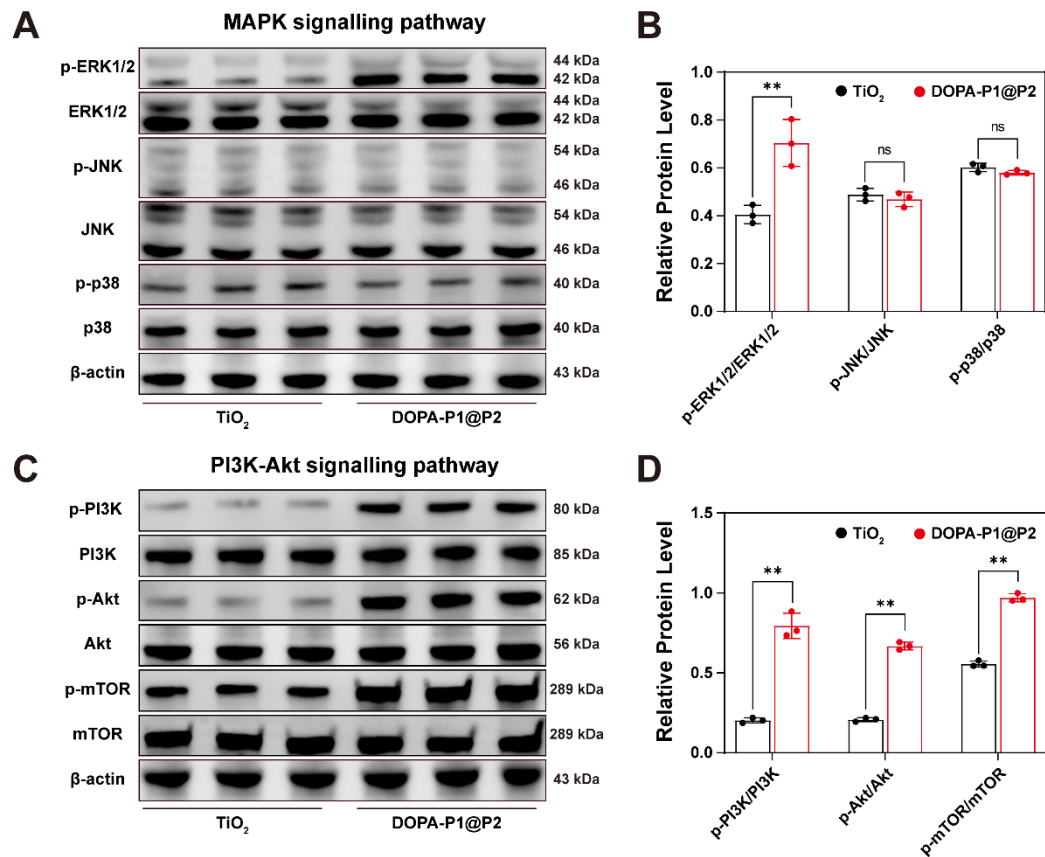 A
MAPK signalling pathway
p-ERK1/2
44 kDa
42 kDa
ERK1/2
44 kDa
42 kDa
p-JNK
54 kDa
46 kDa
JNK
54 kDa
46 kDa
p-p38
40 kDa
p38
40 kDa
β-actin
43 kDa
TiO₂
DOPA-P1@P2
B
Relative Protein Level
1.0
0.8
0.6
0.4
0.2
0.0
TiO₂
DOPA-P1@P2
**
ns
ns
p-ERK1/2/ERK1/2
p-JNK/JNK
p-p38/p38
C
PI3K-Akt signalling pathway
p-PI3K
80 kDa
PI3K
85 kDa
p-Akt
62 kDa
Akt
56 kDa
p-mTOR
289 kDa
mTOR
289 kDa
β-actin
43 kDa
TiO₂
DOPA-P1@P2
D
Relative Protein Level
1.5
1.0
0.5
0.0
TiO₂
DOPA-P1@P2
**
**
**
p-PI3K/PI3K
p-Akt/Akt
p-mTOR/mTOR